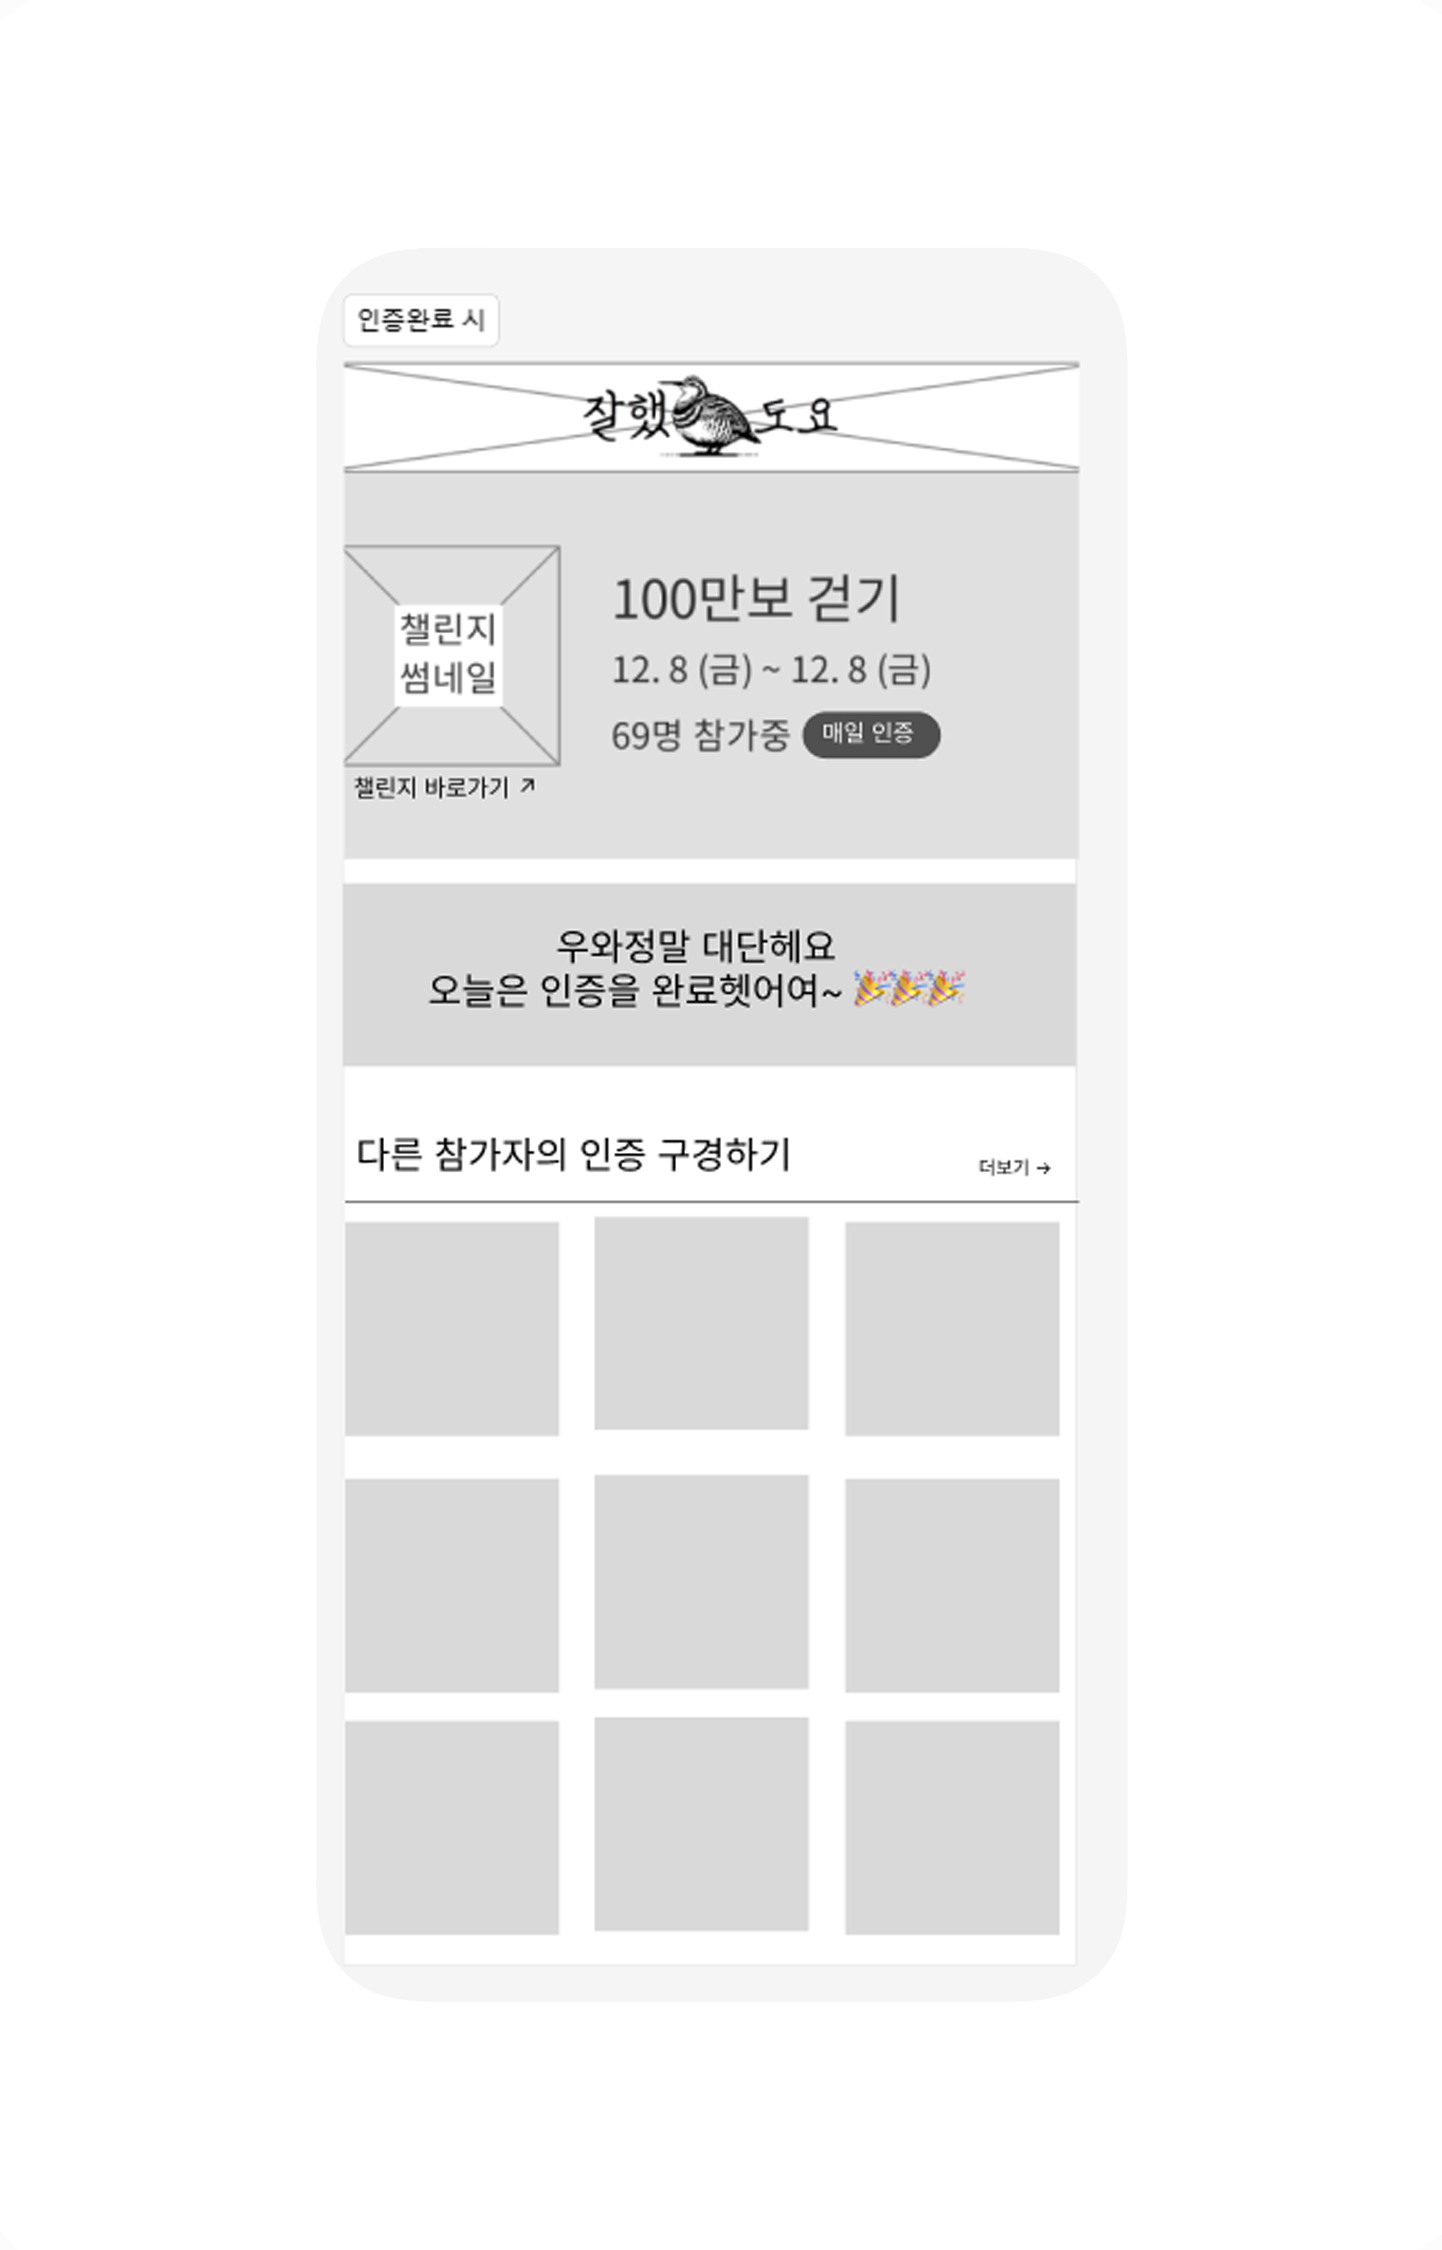 인증완료 시
잘했도요
100만보 걷기
챌린지
썸네일
12. 8 (금) ~ 12. 8 (금)
69명 참가중 매일 인증
챌린지 바로가기 ↗
우와정말 대단헤요
오늘은 인증을 완료헷어여~ 🎉🎉🎉
다른 참가자의 인증 구경하기
더보기 →